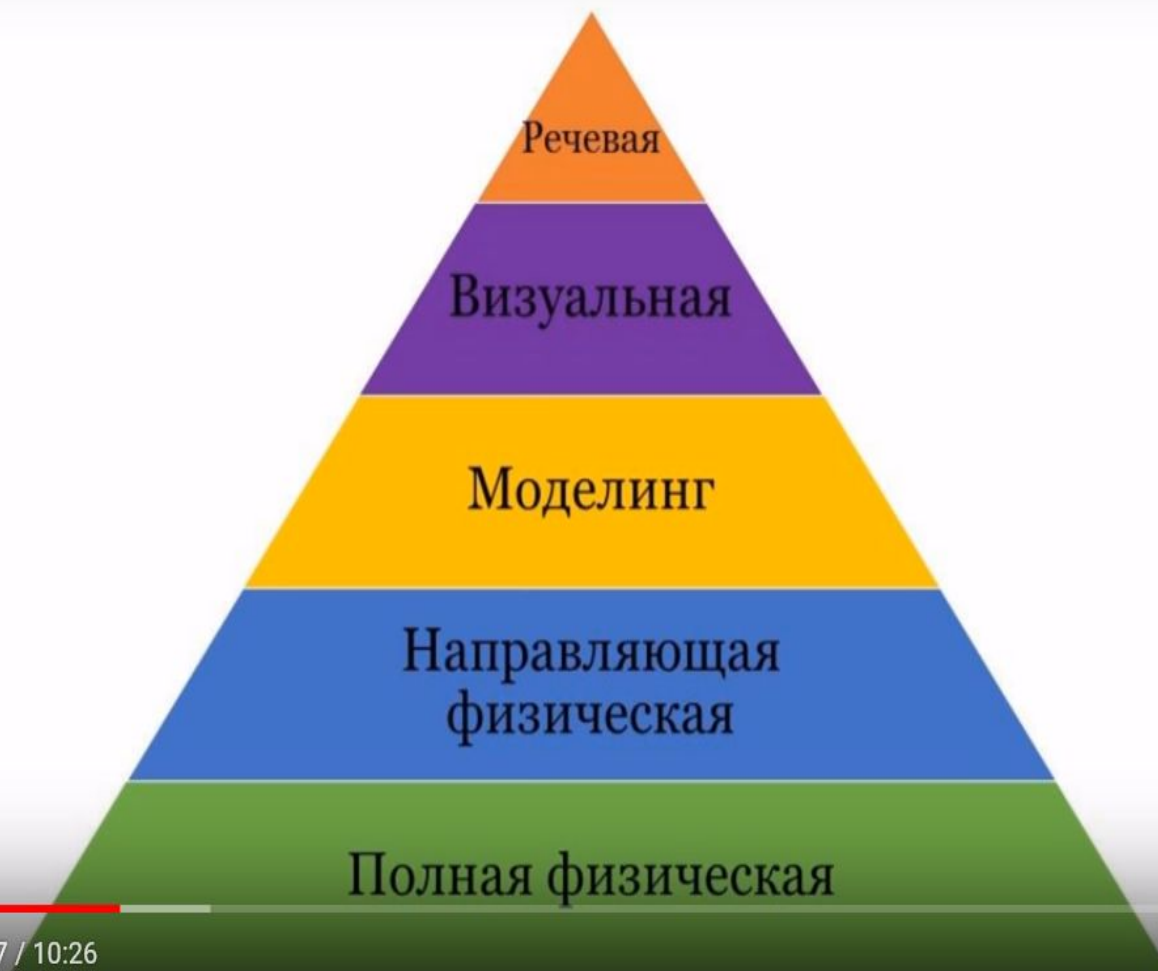 Речевая
Визуальная
Моделинг
Направляющая
физическая
Полная физическая
7 / 10:26